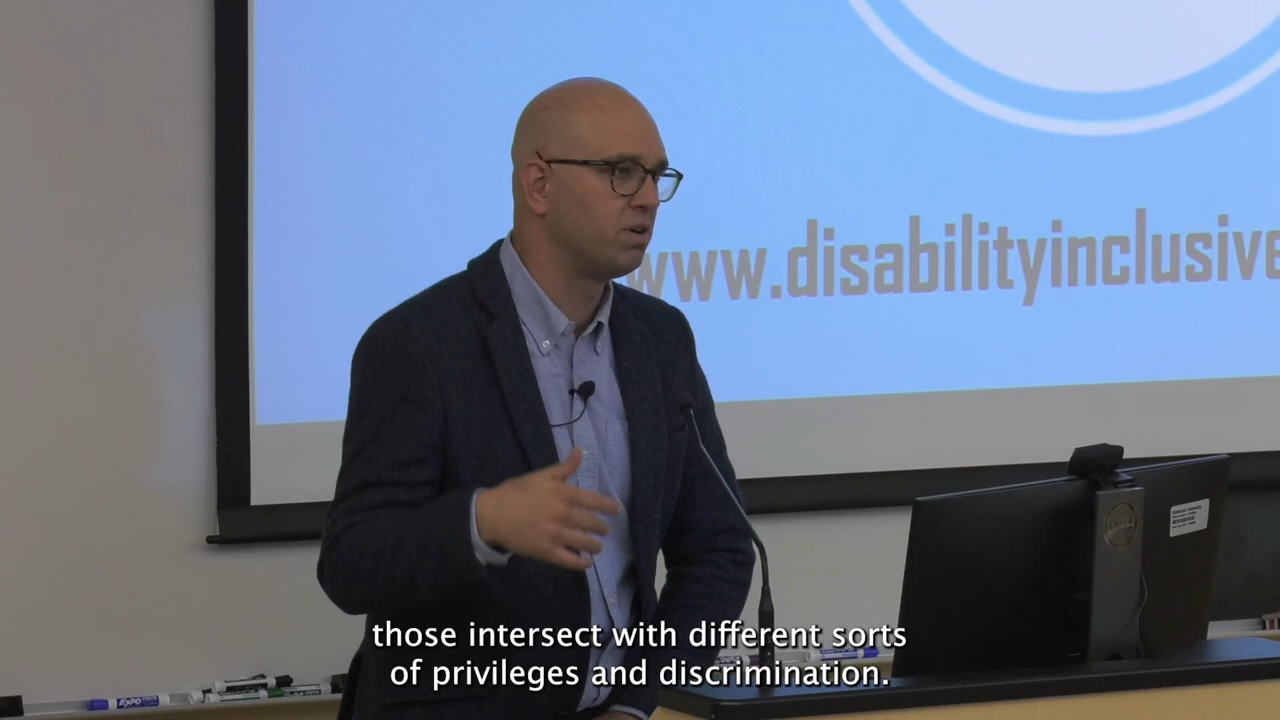 www.disabilityinclusive
DELL
EXPO
those intersect with different sorts
of privileges and discrimination.